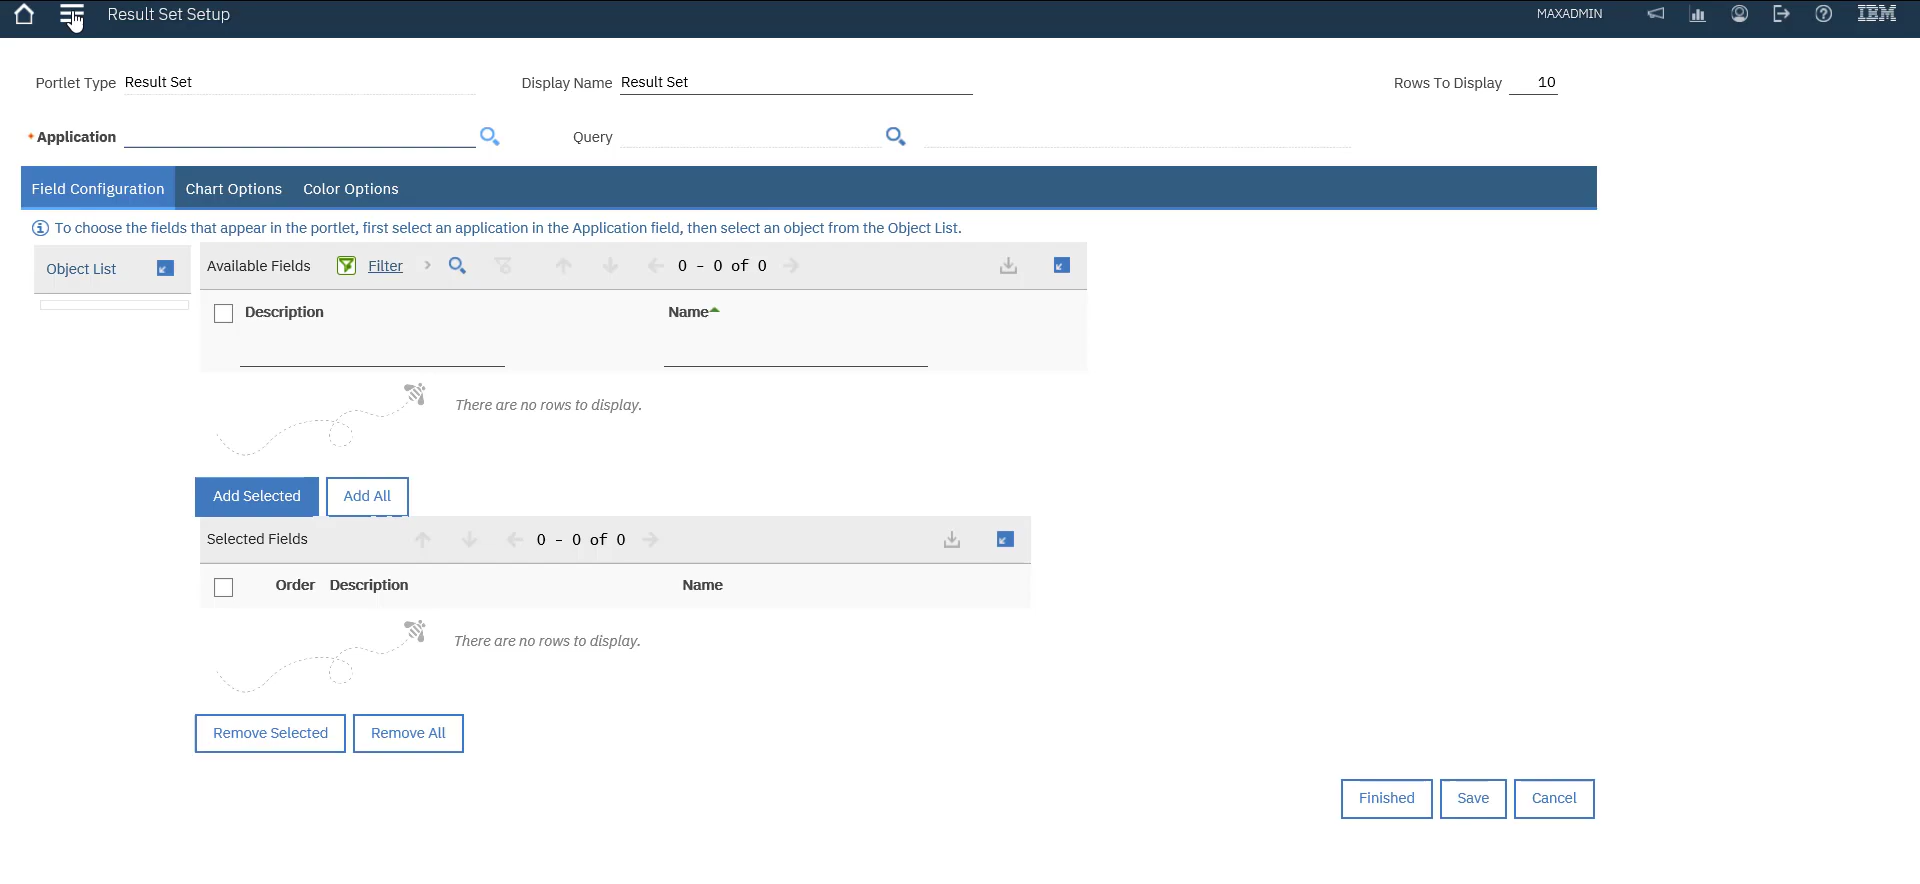 Result Set Setup
MAXADMIN
IBM
Portlet Type Result Set
Display Name Result Set
Rows To Display 10
* Application
Query
Field Configuration Chart Options Color Options
To choose the fields that appear in the portlet, first select an application in the Application field, then select an object from the Object List.
Object List
Available Fields Filter 0 - 0 of 0
Description Name
There are no rows to display.
Add Selected Add All
Selected Fields 0 - 0 of 0
Order Description Name
There are no rows to display.
Remove Selected Remove All
Finished Save Cancel